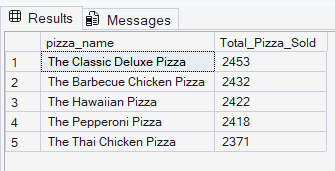 Results Messages
pizza_name Total_Pizza_Sold
1 The Classic Deluxe Pizza 2453
2 The Barbecue Chicken Pizza 2432
3 The Hawaiian Pizza 2422
4 The Pepperoni Pizza 2418
5 The Thai Chicken Pizza 2371